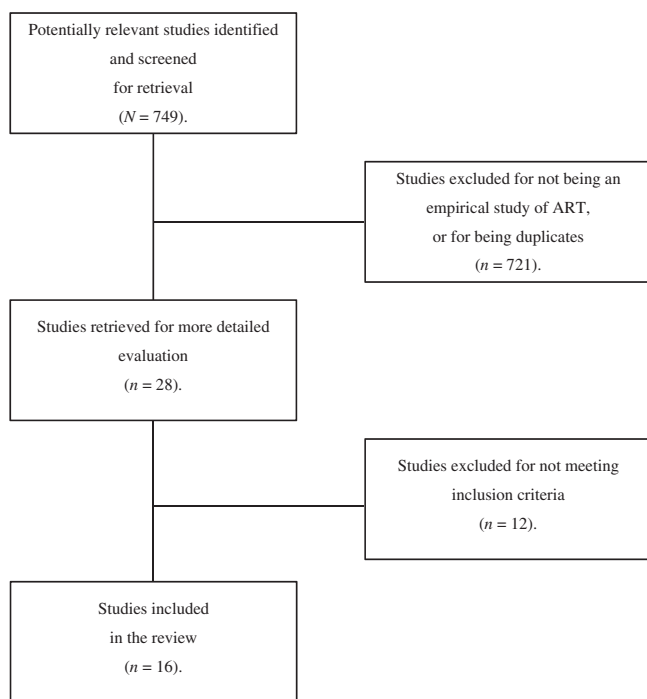 Potentially relevant studies identified
and screened
for retrieval
(N = 749).
Studies excluded for not being an
empirical study of ART,
or for being duplicates
(n = 721).
Studies retrieved for more detailed
evaluation
(n = 28).
Studies excluded for not meeting
inclusion criteria
(n = 12).
Studies included
in the review
(n = 16).